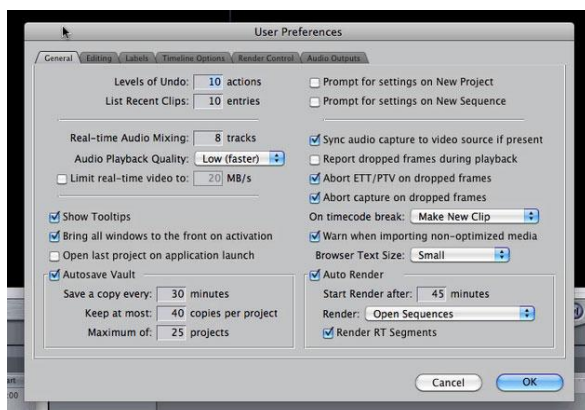 User Preferences
General Editing Labels Timeline Options Render Control Audio Outputs
Levels of Undo: 10 actions
List Recent Clips: 10 entries
Real-time Audio Mixing: 8 tracks
Audio Playback Quality: Low (faster)
Limit real-time video to: 20 MB/s
Show Tooltips
Bring all windows to the front on activation
Open last project on application launch
Autosave Vault
Save a copy every: 30 minutes
Keep at most: 40 copies per project
Maximum of: 25 projects
Prompt for settings on New Project
Prompt for settings on New Sequence
Sync audio capture to video source if present
Report dropped frames during playback
Abort ETT/PTV on dropped frames
Abort capture on dropped frames
On timecode break: Make New Clip
Warn when importing non-optimized media
Browser Text Size: Small
Auto Render
Start Render after: 45 minutes
Render: Open Sequences
Render RT Segments
Cancel OK